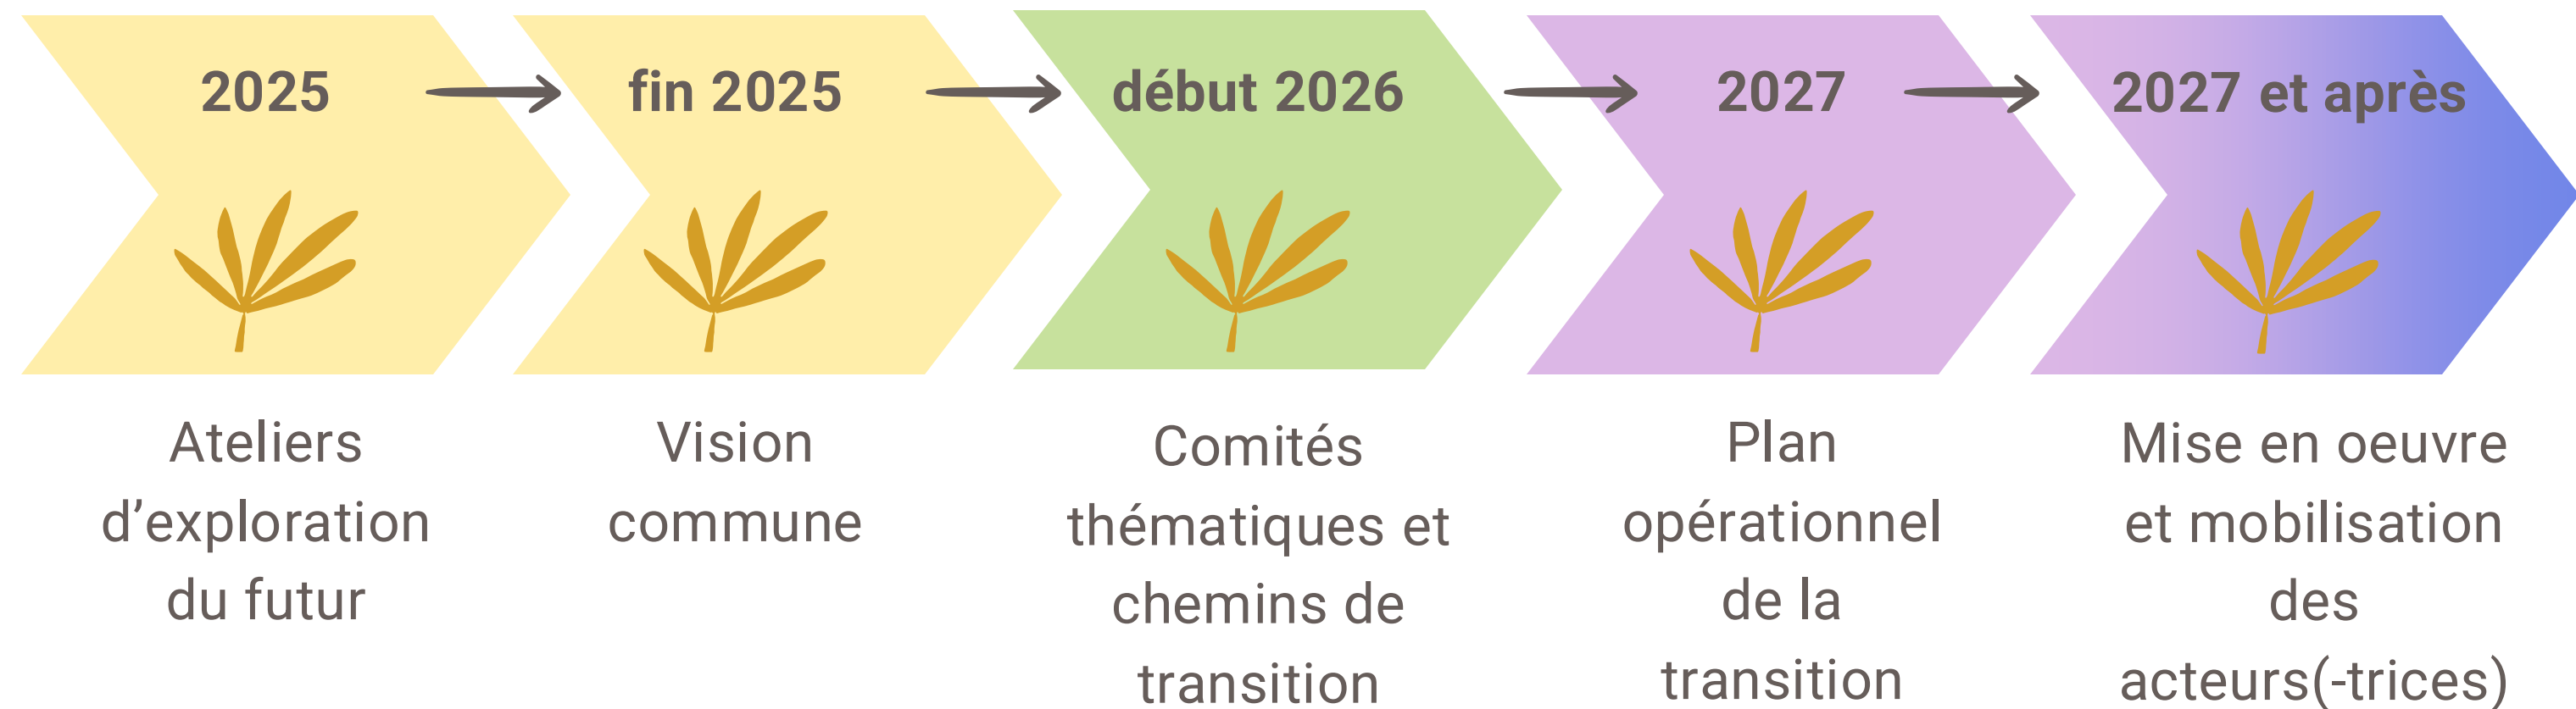 2025
fin 2025
début 2026
2027
2027 et après
Ateliers
d’exploration
du futur
Vision
commune
Comités
thématiques et
chemins de
transition
Plan
opérationnel
de la
transition
Mise en oeuvre
et mobilisation
des
acteurs(-trices)